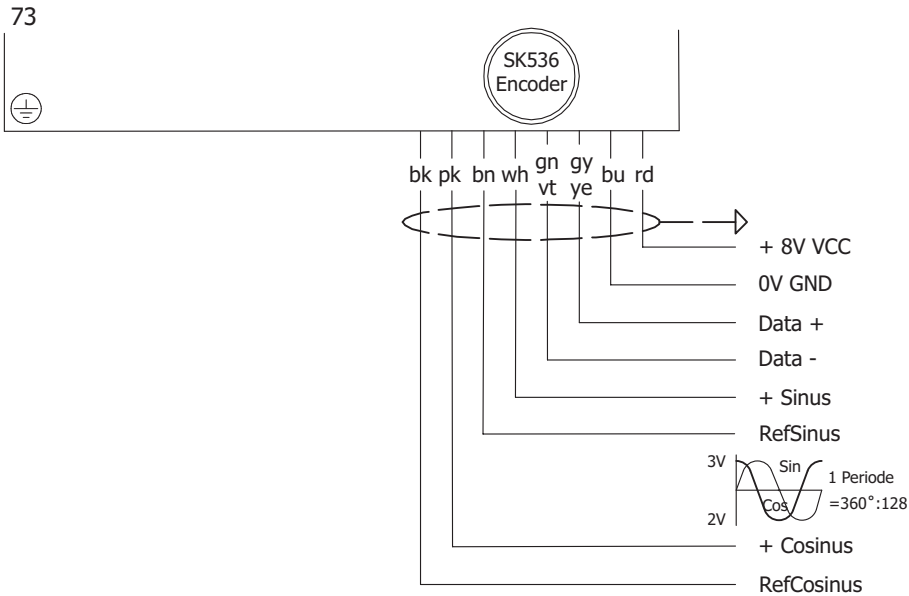 73
SK536
Encoder
bk pk bn wh gn gy bu rd
vt ye
+ 8V VCC
0V GND
Data +
Data -
+ Sinus
RefSinus
3V Sin
1 Periode
Cos =360°:128
2V
+ Cosinus
RefCosinus